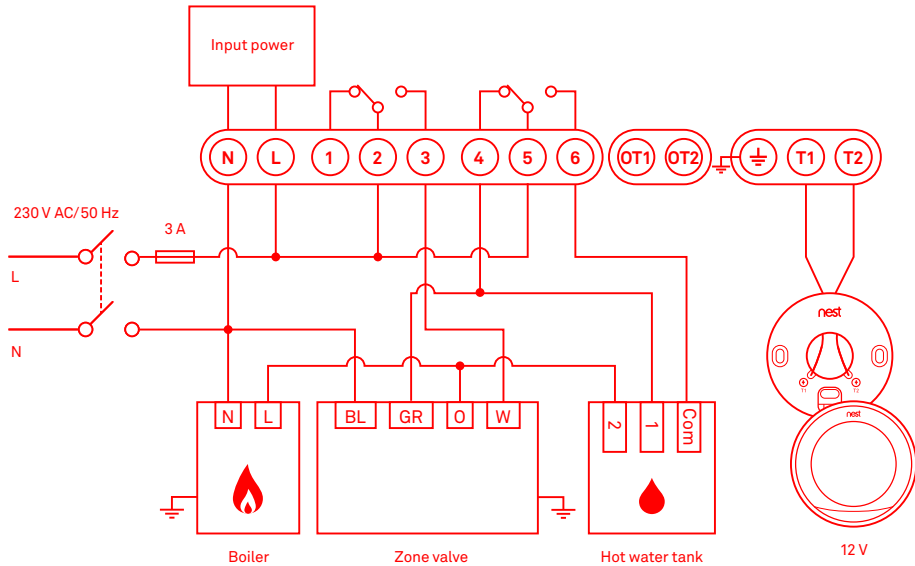 Input power
N L 1 2 3 4 5 6 OT1 OT2 T1 T2
230 V AC/50 Hz
3 A
L
N
nest
T1 T2
nest
N L BL GR O W 2 1 Com
Boiler Zone valve Hot water tank 12 V